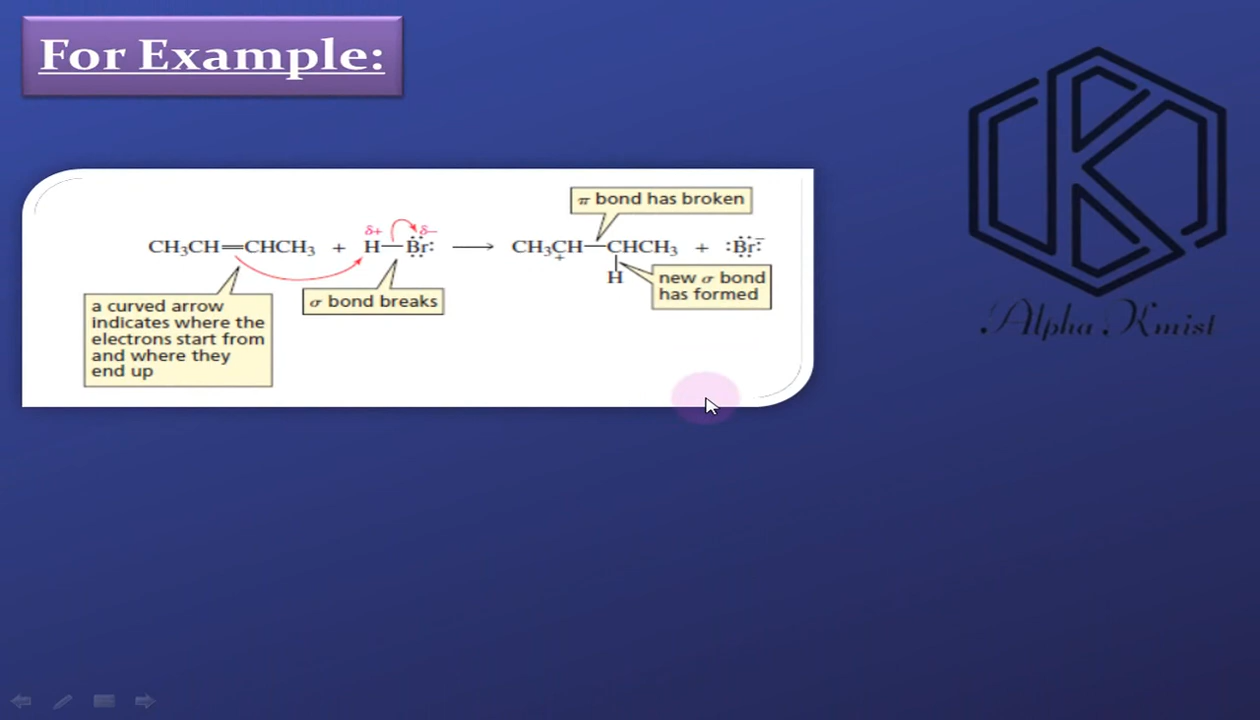 For Example:
π bond has broken
δ+ δ−
CH₃CH═CHCH₃ + H—Br: ⟶ CH₃CH—CHCH₃ + :Br:⁻
+
H
new σ bond
has formed
σ bond breaks
a curved arrow
indicates where the
electrons start from
and where they
end up
Alpha Kmist